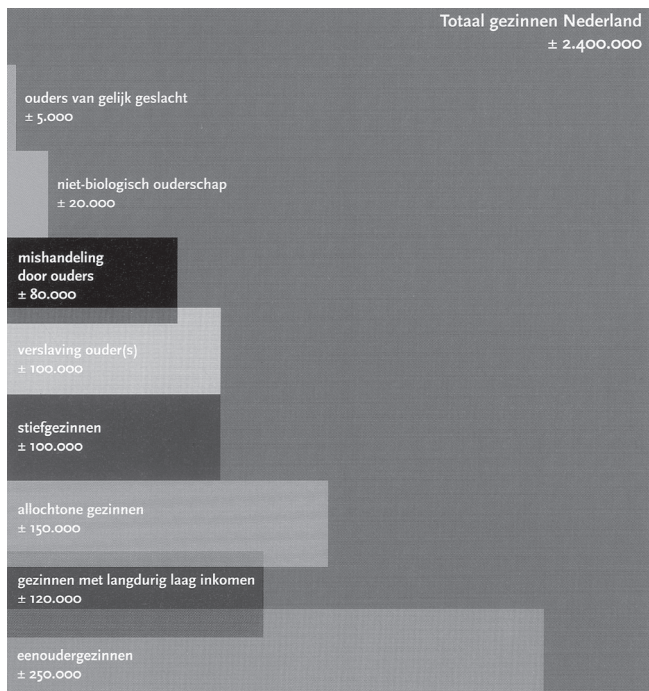 Totaal gezinnen Nederland
± 2.400.000
ouders van gelijk geslacht
± 5.000
niet-biologisch ouderschap
± 20.000
mishandeling
door ouders
± 80.000
verslaving ouder(s)
± 100.000
stiefgezinnen
± 100.000
allochtone gezinnen
± 150.000
gezinnen met langdurig laag inkomen
± 120.000
eenoudergezinnen
± 250.000